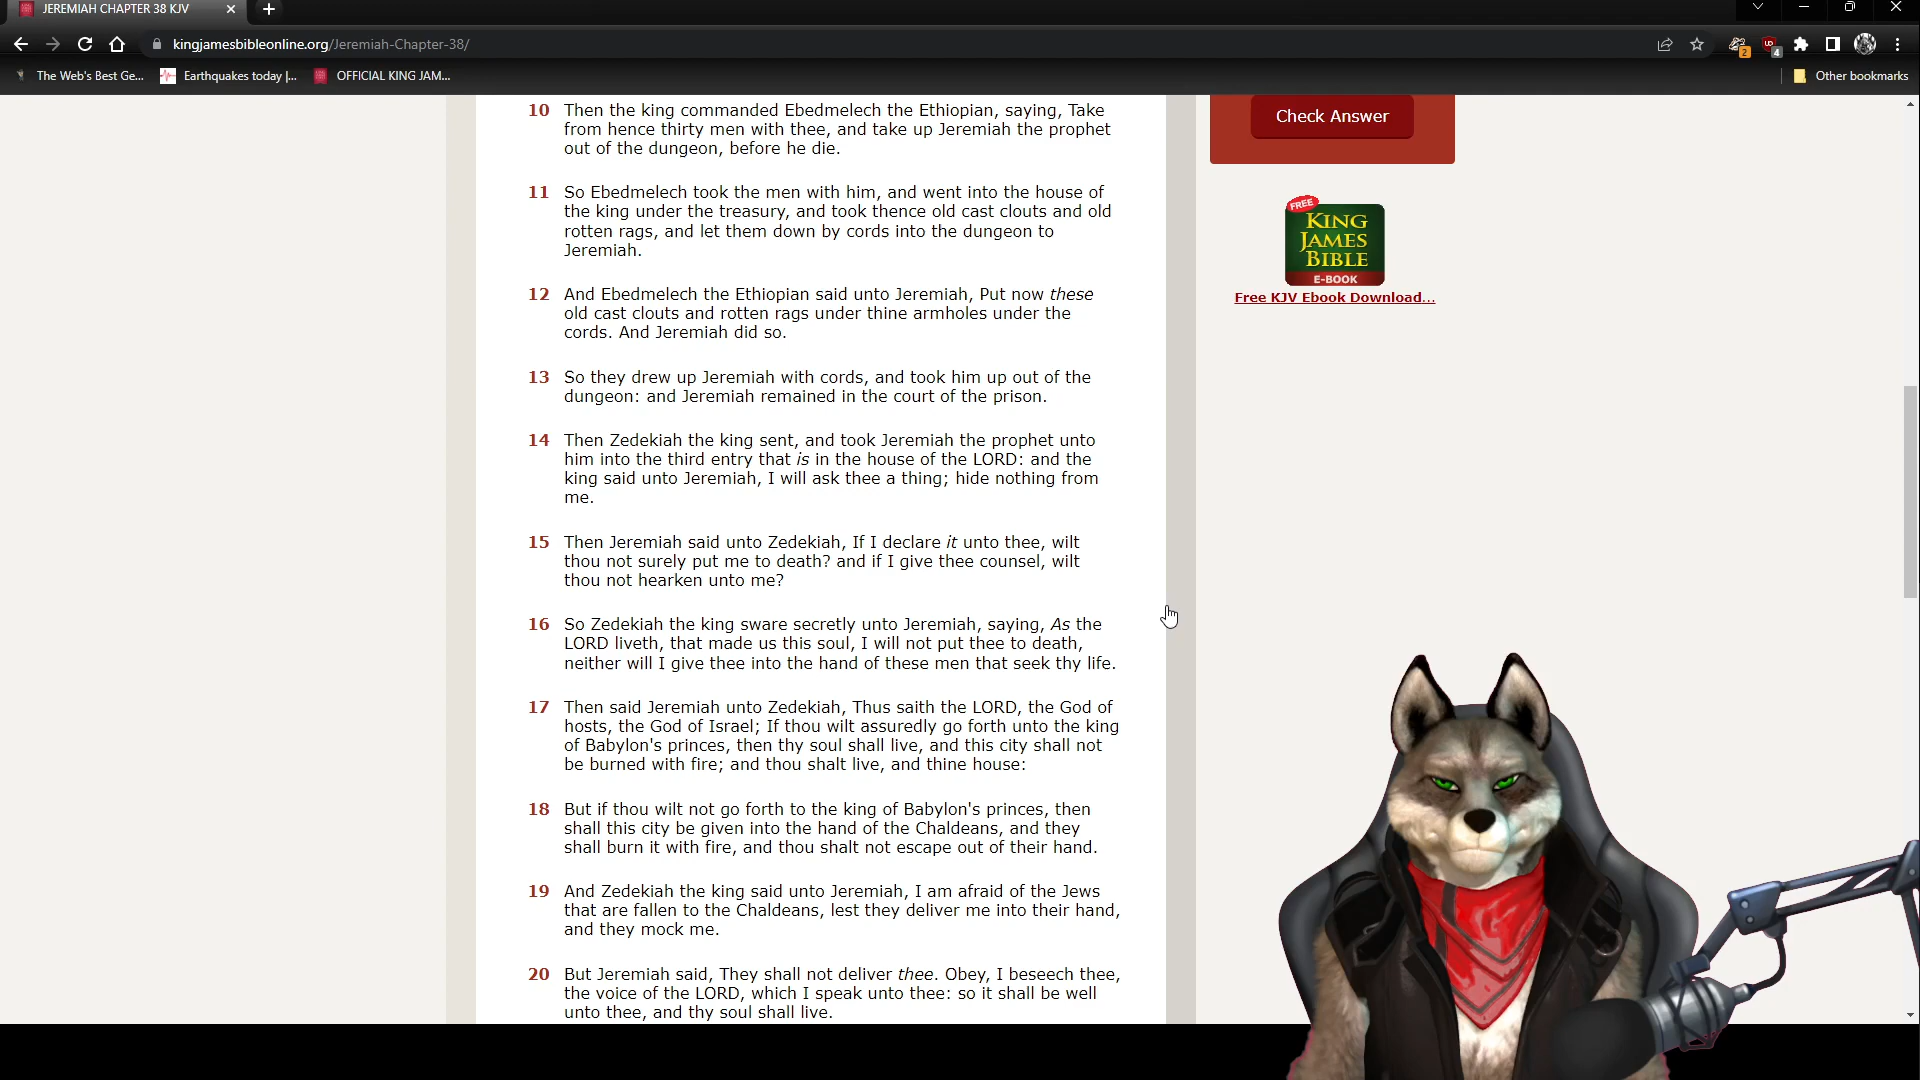 JEREMIAH CHAPTER 38 KJV
kingjamesbibleonline.org/Jeremiah-Chapter-38/
2
4
The Web's Best Ge...
Earthquakes today |...
OFFICIAL KING JAM...
Other bookmarks
10 Then the king commanded Ebedmelech the Ethiopian, saying, Take
from hence thirty men with thee, and take up Jeremiah the prophet
out of the dungeon, before he die.
11 So Ebedmelech took the men with him, and went into the house of
the king under the treasury, and took thence old cast clouts and old
rotten rags, and let them down by cords into the dungeon to
Jeremiah.
12 And Ebedmelech the Ethiopian said unto Jeremiah, Put now these
old cast clouts and rotten rags under thine armholes under the
cords. And Jeremiah did so.
13 So they drew up Jeremiah with cords, and took him up out of the
dungeon: and Jeremiah remained in the court of the prison.
14 Then Zedekiah the king sent, and took Jeremiah the prophet unto
him into the third entry that is in the house of the LORD: and the
king said unto Jeremiah, I will ask thee a thing; hide nothing from
me.
15 Then Jeremiah said unto Zedekiah, If I declare it unto thee, wilt
thou not surely put me to death? and if I give thee counsel, wilt
thou not hearken unto me?
16 So Zedekiah the king sware secretly unto Jeremiah, saying, As the
LORD liveth, that made us this soul, I will not put thee to death,
neither will I give thee into the hand of these men that seek thy life.
17 Then said Jeremiah unto Zedekiah, Thus saith the LORD, the God of
hosts, the God of Israel; If thou wilt assuredly go forth unto the king
of Babylon's princes, then thy soul shall live, and this city shall not
be burned with fire; and thou shalt live, and thine house:
18 But if thou wilt not go forth to the king of Babylon's princes, then
shall this city be given into the hand of the Chaldeans, and they
shall burn it with fire, and thou shalt not escape out of their hand.
19 And Zedekiah the king said unto Jeremiah, I am afraid of the Jews
that are fallen to the Chaldeans, lest they deliver me into their hand,
and they mock me.
20 But Jeremiah said, They shall not deliver thee. Obey, I beseech thee,
the voice of the LORD, which I speak unto thee: so it shall be well
unto thee, and thy soul shall live.
Check Answer
FREE
KING
JAMES
BIBLE
E-BOOK
Free KJV Ebook Download...